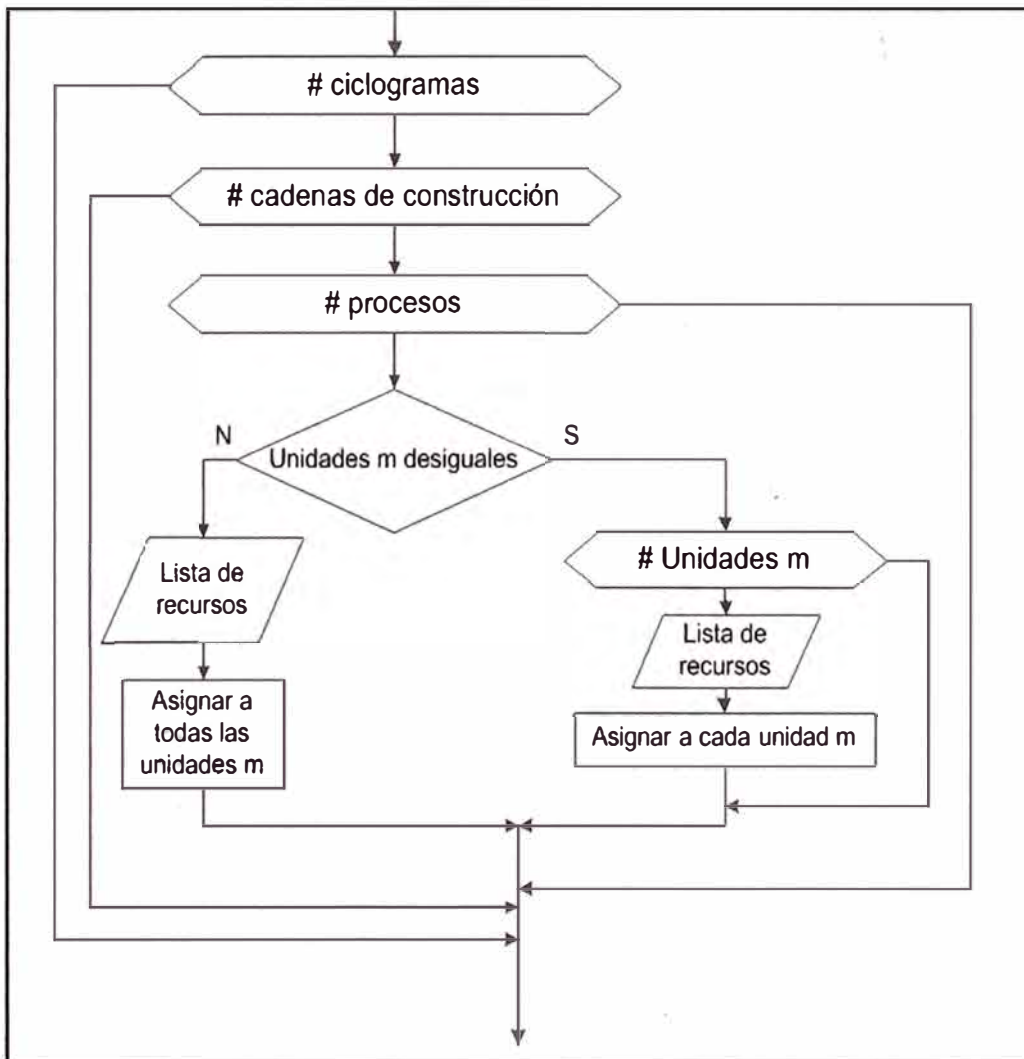 # ciclogramas
# cadenas de construcción
# procesos
N
S
Unidades m desiguales
# Unidades m
Lista de
recursos
Lista de
recursos
Asignar a
todas las
unidades m
Asignar a cada unidad m